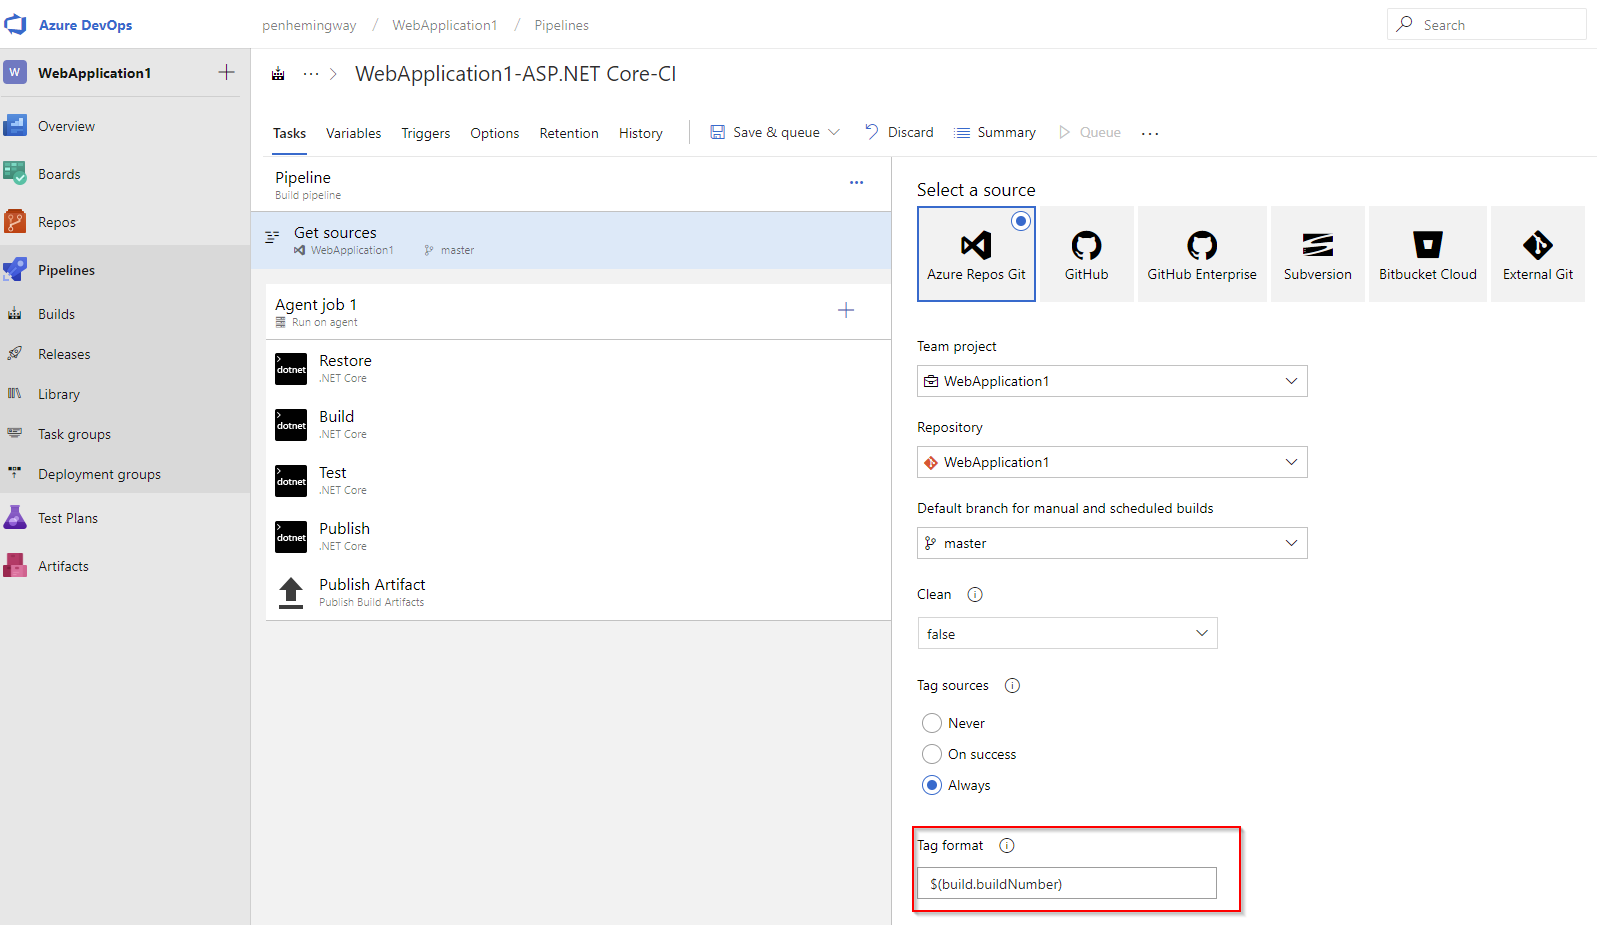 Azure DevOps
penhemingway / WebApplication1 / Pipelines
Search
W WebApplication1
Overview
Boards
Repos
Pipelines
Builds
Releases
Library
Task groups
Deployment groups
Test Plans
Artifacts
WebApplication1-ASP.NET Core-CI
Tasks Variables Triggers Options Retention History Save & queue Discard Summary Queue
Pipeline
Build pipeline
Get sources
WebApplication1 master
Agent job 1
Run on agent
dotnet Restore
.NET Core
dotnet Build
.NET Core
dotnet Test
.NET Core
dotnet Publish
.NET Core
Publish Artifact
Publish Build Artifacts
Select a source
Azure Repos Git GitHub GitHub Enterprise Subversion Bitbucket Cloud External Git
Team project
WebApplication1
Repository
WebApplication1
Default branch for manual and scheduled builds
master
Clean
false
Tag sources
Never
On success
Always
Tag format
$(build.buildNumber)